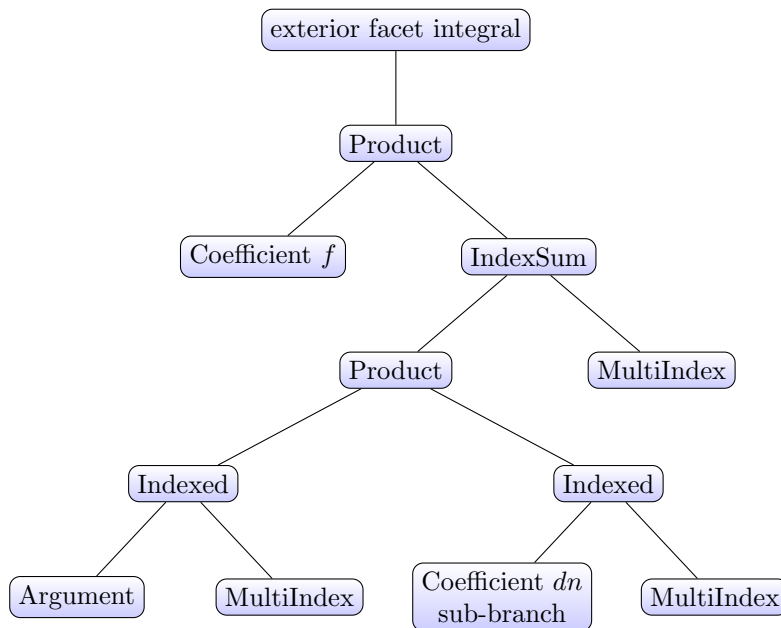 exterior facet integral
Product
Coefficient f
IndexSum
Product
MultiIndex
Indexed
Indexed
Argument
MultiIndex
Coefficient dn
sub-branch
MultiIndex